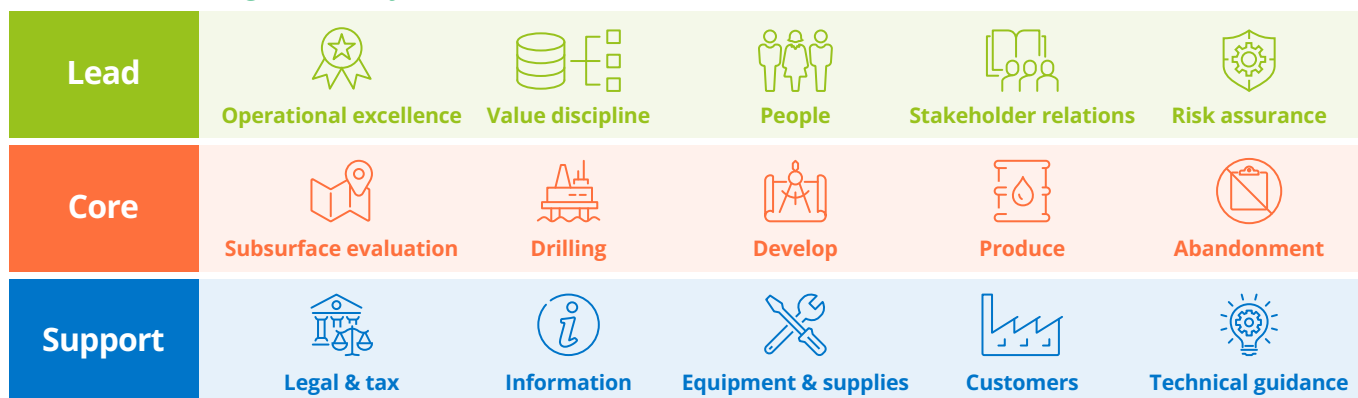 Lead
Operational excellence
Value discipline
People
Stakeholder relations
Risk assurance
Core
Subsurface evaluation
Drilling
Develop
Produce
Abandonment
Support
Legal & tax
Information
Equipment & supplies
Customers
Technical guidance